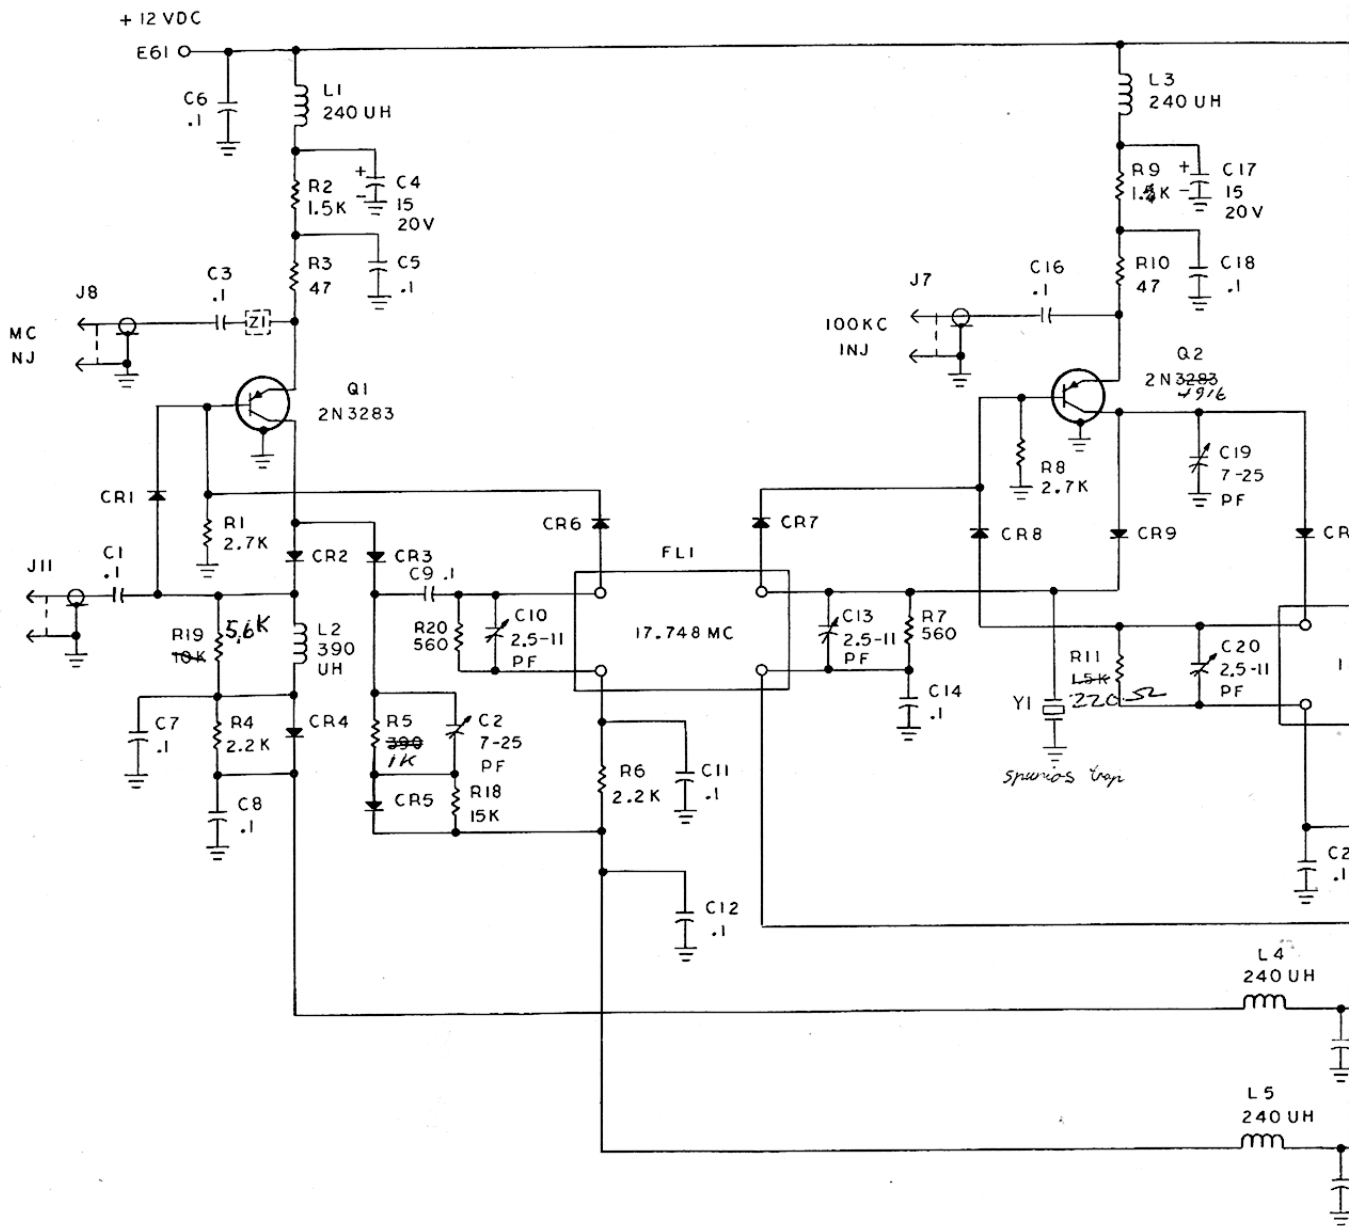 + 12 VDC
E61
C6
.1
L1
240 UH
L3
240 UH
R2
1.5K
+
-
C4
15
20V
R9
1.5K
+
-
C17
15
20V
R3
47
C5
.1
R10
47
C18
.1
C3
.1
Z1
J8
MC
NJ
C16
.1
J7
100KC
INJ
Q1
2N3283
Q2
2N3283
4916
CR1
R1
2.7K
CR6
CR7
R8
2.7K
C19
7-25
PF
CR2
CR3
FL1
CR8
CR9
CR
J11
C1
.1
C9 .1
R19
10K
5,6K
L2
390
UH
R20
560
C10
2.5-11
PF
17.748 MC
C13
2.5-11
PF
R7
560
R11
1.5K
220 Ω
C20
2.5-11
PF
1
C7
.1
R4
2.2K
CR4
R5
390
1K
C2
7-25
PF
C14
.1
Y1
spurios trap
C8
.1
CR5
R18
15K
R6
2.2K
C11
.1
C2
.1
C12
.1
L4
240 UH
L5
240 UH